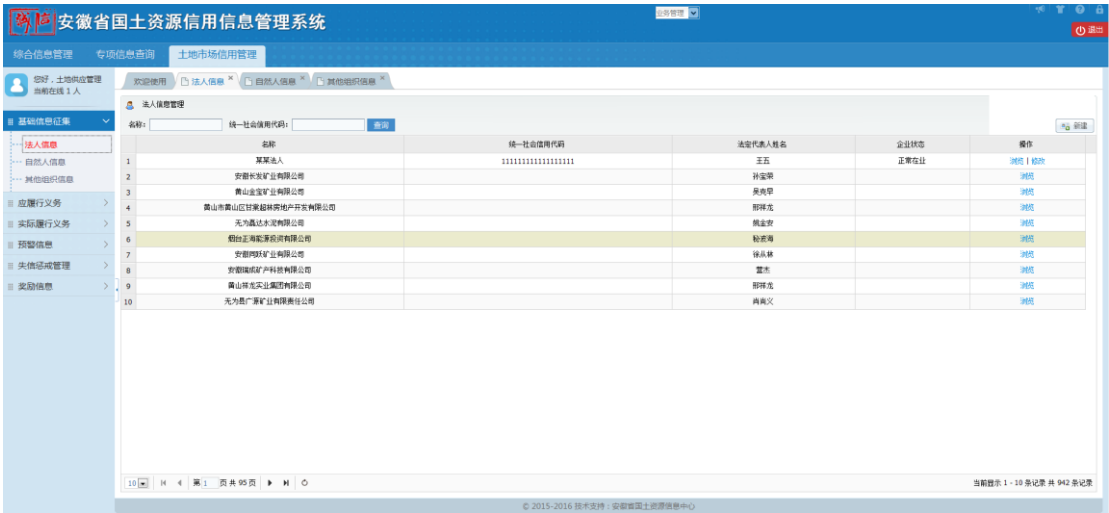 安徽省国土资源信用信息管理系统
业务管理
退出
综合信息管理 专项信息查询 土地市场信用管理
您好，土地供应管理
当前在线 1 人
欢迎使用 法人信息 自然人信息 其他组织信息
法人信息管理
基础信息征集
名称： 统一社会信用代码： 查询 新建
法人信息
自然人信息
其他组织信息
应履行义务
实际履行义务
预警信息
失信惩戒管理
奖励信息
名称 统一社会信用代码 法定代表人姓名 企业状态 操作
1 某某法人 111111111111111111 王五 正常在业 浏览 | 修改
2 安徽长发矿业有限公司 孙宝荣 浏览
3 黄山金宝矿业有限公司 吴克早 浏览
4 黄山市黄山区甘棠超林房地产开发有限公司 邢祥龙 浏览
5 无为磊达水泥有限公司 浏览
6 烟台正海能源投资有限公司 秘波海 浏览
7 安徽同跃矿业有限公司 徐从林 浏览
8 安徽瑞成矿产科技有限公司 董杰 浏览
9 黄山祥龙实业集团有限公司 邢祥龙 浏览
10 无为县广源矿业有限责任公司 肖尚义 浏览
10 第 1 页 共 95 页
当前显示 1 - 10 条记录 共 942 条记录
© 2015-2016 技术支持：安徽省国土资源信息中心